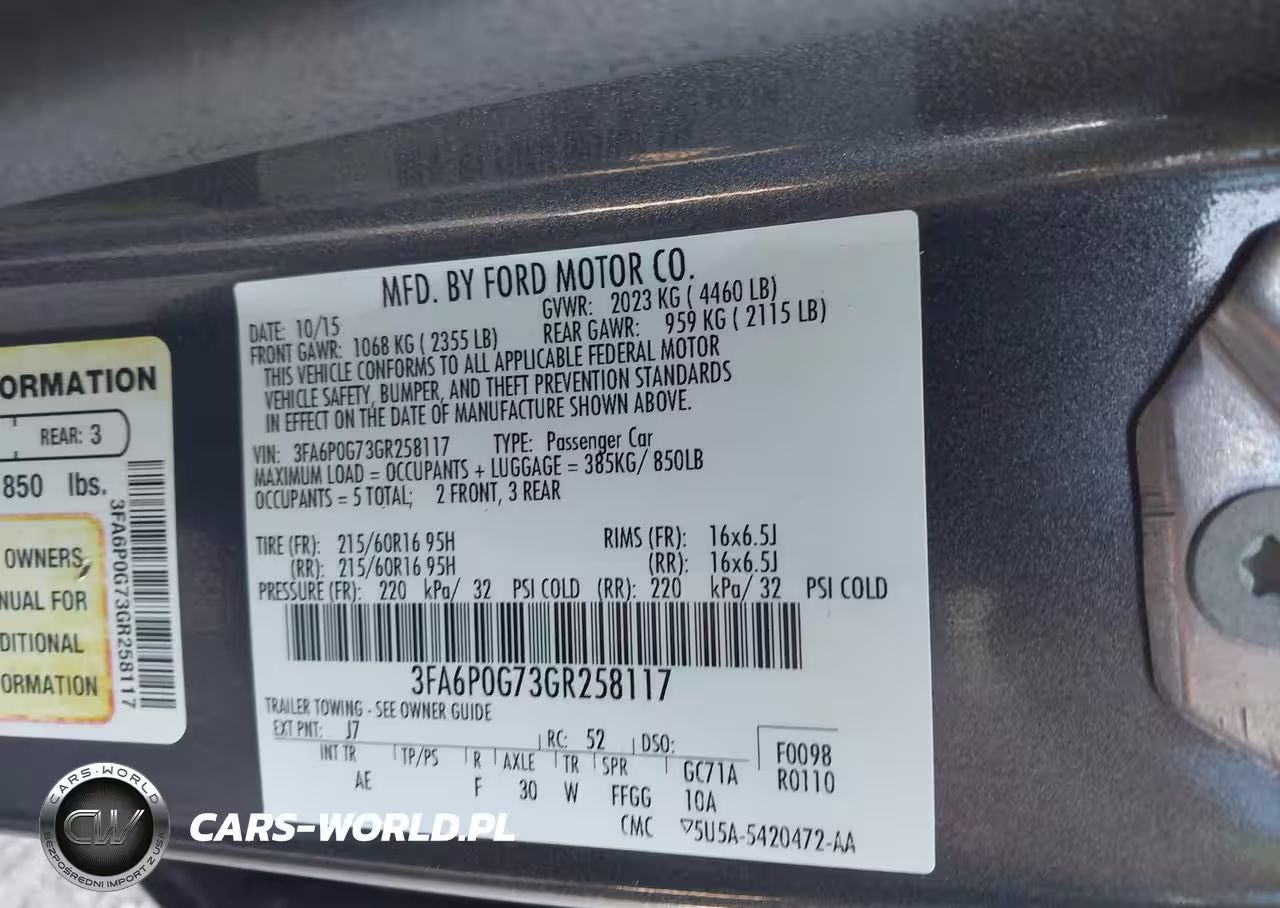 MFD. BY FORD MOTOR CO.
DATE: 10/15
GVWR: 2023 KG ( 4460 LB)
FRONT GAWR: 1068 KG ( 2355 LB)
REAR GAWR: 959 KG ( 2115 LB)
THIS VEHICLE CONFORMS TO ALL APPLICABLE FEDERAL MOTOR
VEHICLE SAFETY, BUMPER, AND THEFT PREVENTION STANDARDS
IN EFFECT ON THE DATE OF MANUFACTURE SHOWN ABOVE.
VIN: 3FA6P0G73GR258117 TYPE: Passenger Car
MAXIMUM LOAD = OCCUPANTS + LUGGAGE = 385KG/ 850LB
OCCUPANTS = 5 TOTAL; 2 FRONT, 3 REAR
TIRE (FR): 215/60R16 95H RIMS (FR): 16x6.5J
(RR): 215/60R16 95H (RR): 16x6.5J
PRESSURE (FR): 220 kPa/ 32 PSI COLD (RR): 220 kPa/ 32 PSI COLD
3FA6P0G73GR258117
TRAILER TOWING - SEE OWNER GUIDE
EXT PNT: J7 RC: 52 DSO:
INT TR TP/PS R AXLE TR SPR GC71A
AE F 30 W FFGG 10A
F0098
R0110
CMC ▽5U5A-5420472-AA
ORMATION
REAR: 3
850 lbs.
OWNERS
NUAL FOR
DITIONAL
ORMATION
3FA6P0G73GR258117
CARS-WORLD
CW
BEZPOŚREDNI IMPORT Z USA
CARS-WORLD.PL